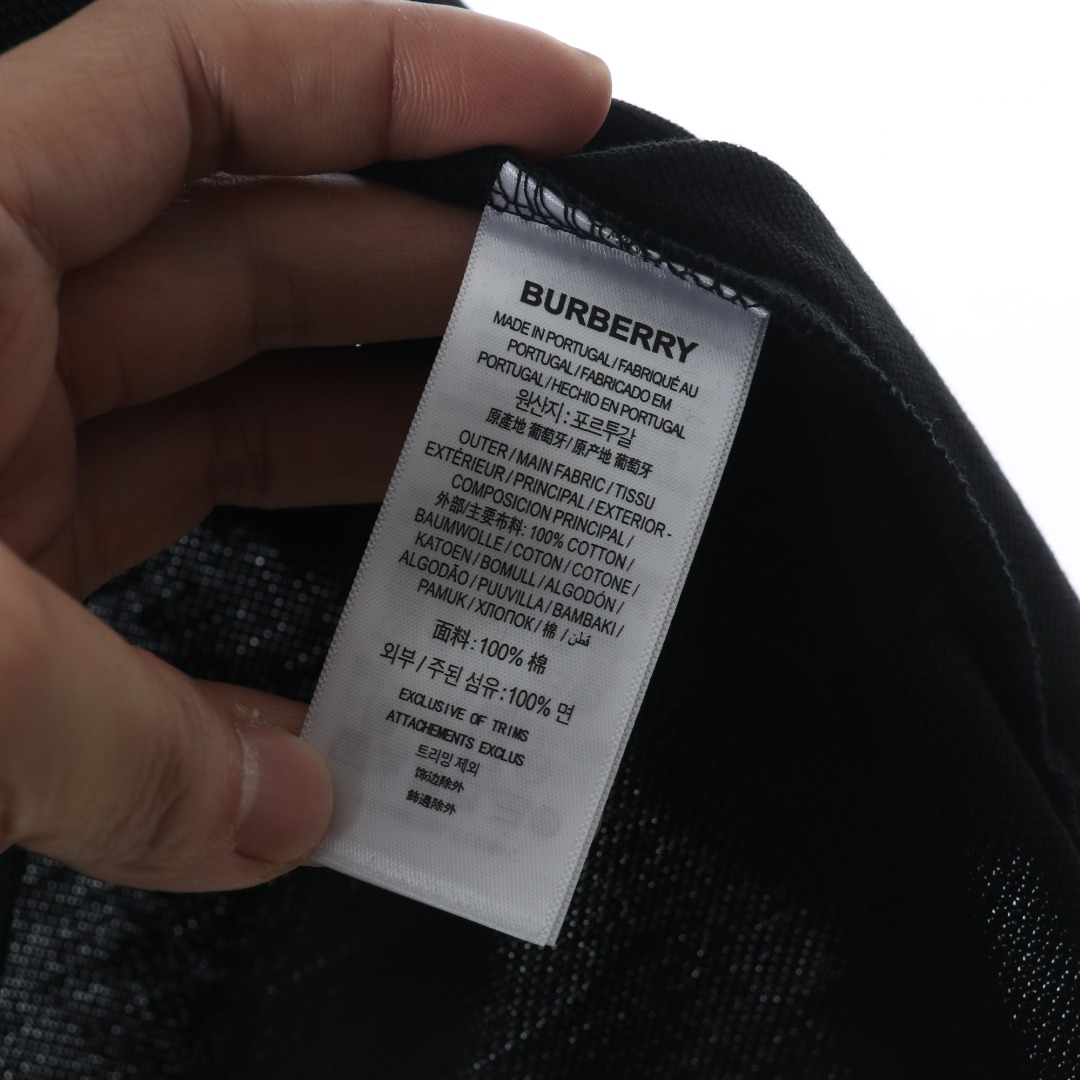 BURBERRY
MADE IN PORTUGAL / FABRIQUÉ AU
PORTUGAL / FABRICADO EM
PORTUGAL / HECHIO EN PORTUGAL
원산지 : 포르투갈
原產地 葡萄牙 / 原产地 葡萄牙
OUTER / MAIN FABRIC / TISSU
EXTÉRIEUR / PRINCIPAL / EXTERIOR -
COMPOSICION PRINCIPAL /
外部/主要布料: 100% COTTON /
BAUMWOLLE / COTON / COTONE /
KATOEN / BOMULL / ALGODÓN /
ALGODÃO / PUUVILLA / BAMBAKI /
PAMUK / ХЛОПОК / 棉 / قطن
面料 : 100% 棉
외부 / 주된 섬유 : 100% 면
EXCLUSIVE OF TRIMS
ATTACHEMENTS EXCLUS
트리밍 제외
饰边除外
飾邊除外